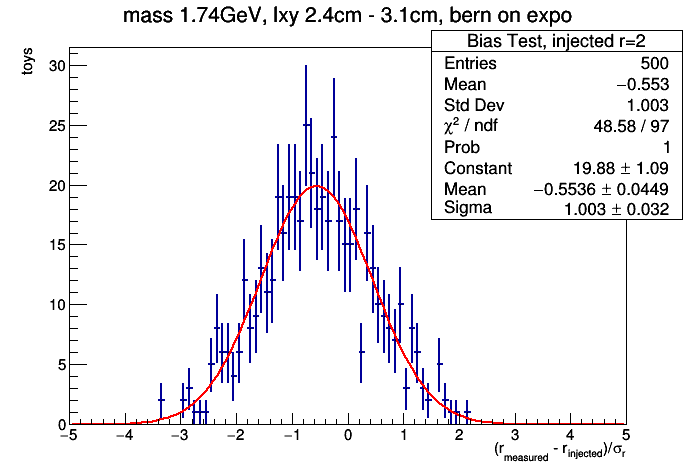 mass 1.74GeV, lxy 2.4cm - 3.1cm, bern on expo
Bias Test, injected r=2
Entries 500
Mean −0.553
Std Dev 1.003
χ² / ndf 48.58 / 97
Prob 1
Constant 19.88 ± 1.09
Mean −0.5536 ± 0.0449
Sigma 1.003 ± 0.032
toys
30
25
20
15
10
5
0
−5 −4 −3 −2 −1 0 1 2 3 4 5
(r_measured - r_injected)/σ_r